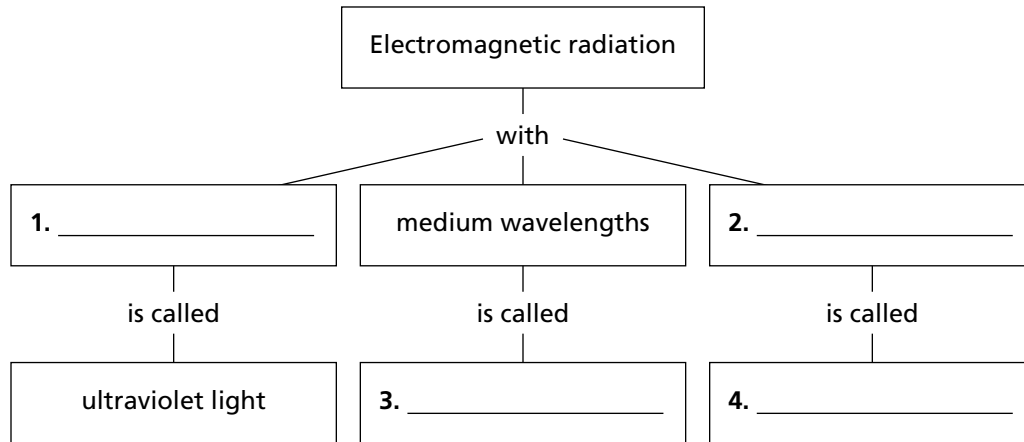 Electromagnetic radiation
with
1. ____________________
medium wavelengths
2. ____________________
is called
is called
is called
ultraviolet light
3. ____________________
4. ____________________